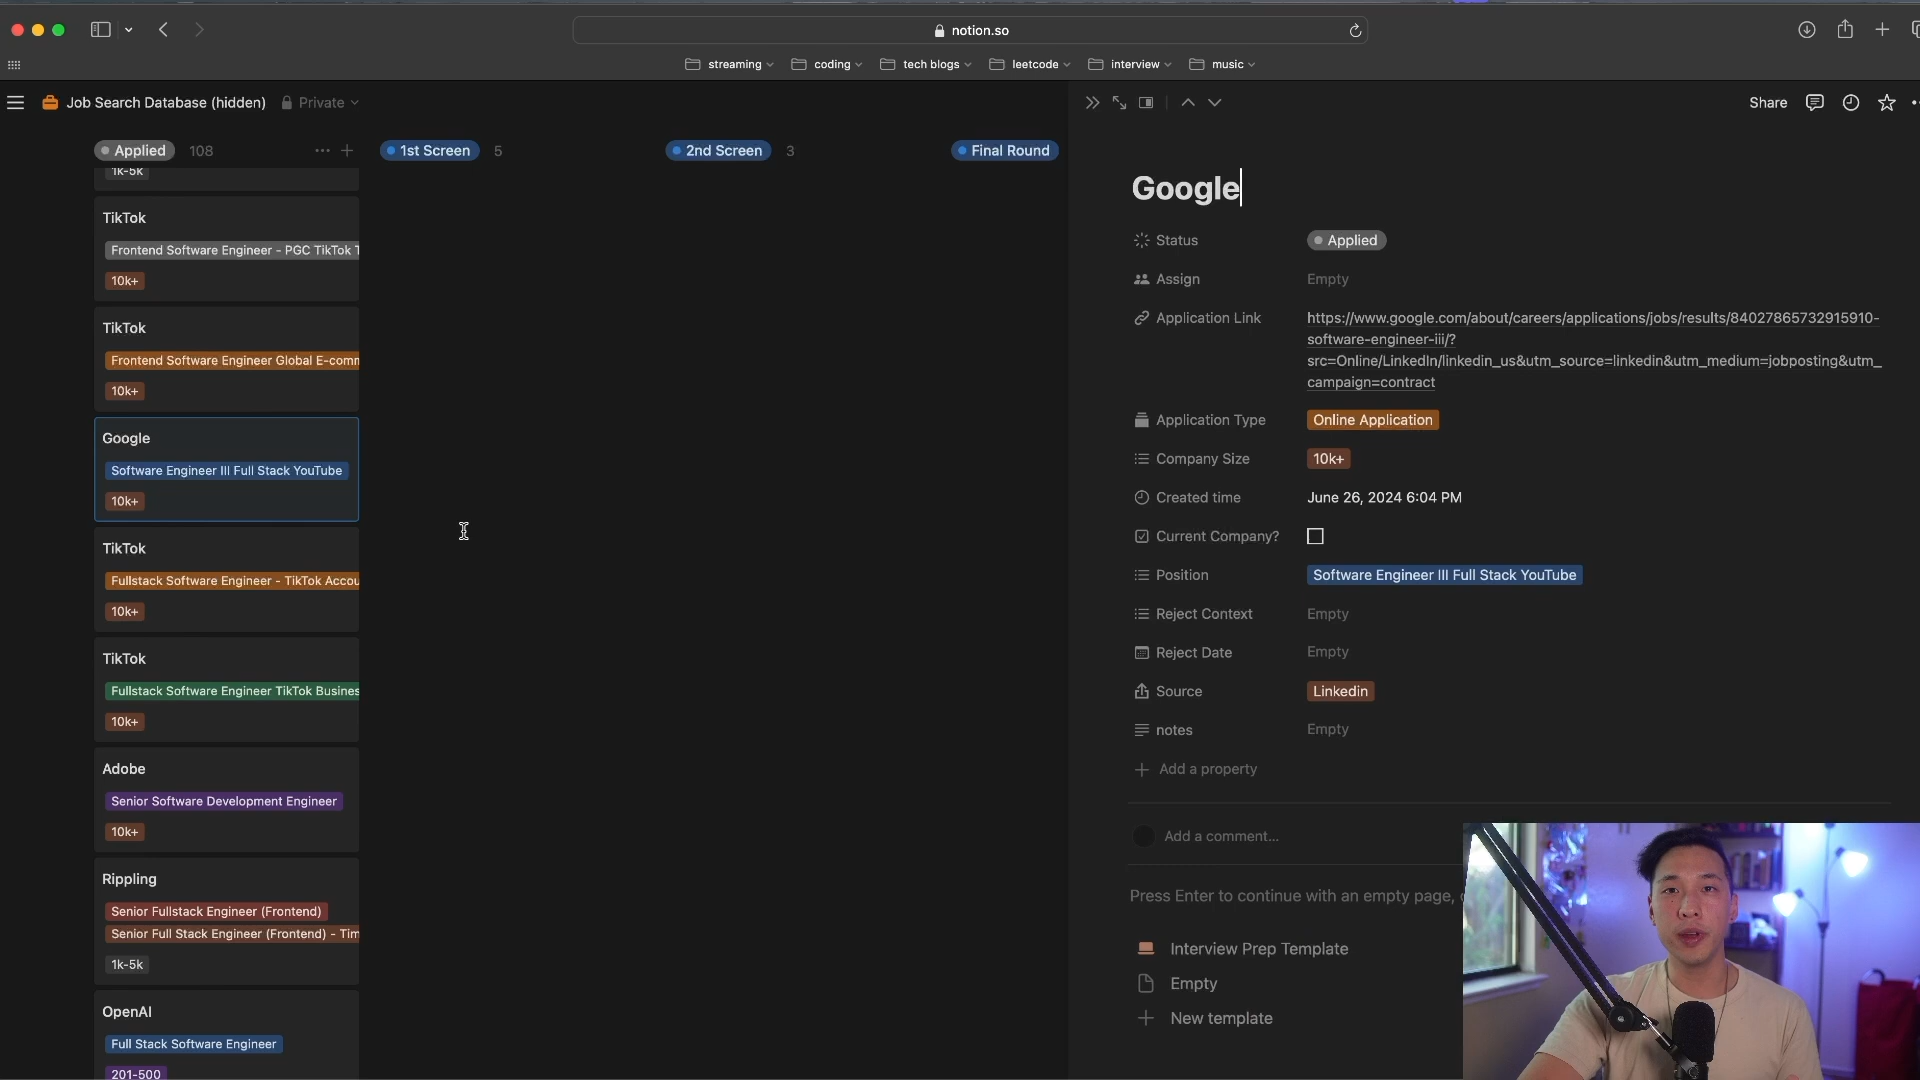 notion.so
streaming
coding
tech blogs
leetcode
interview
music
Job Search Database (hidden)
Private
Share
Applied 108
1st Screen 5
2nd Screen 3
Final Round
1k-5k
TikTok
Frontend Software Engineer - PGC TikTok
10k+
TikTok
Frontend Software Engineer Global E-comm
10k+
Google
Software Engineer III Full Stack YouTube
10k+
TikTok
Fullstack Software Engineer - TikTok Accou
10k+
TikTok
Fullstack Software Engineer TikTok Busines
10k+
Adobe
Senior Software Development Engineer
10k+
Rippling
Senior Fullstack Engineer (Frontend)
Senior Full Stack Engineer (Frontend) - Tim
1k-5k
OpenAI
Full Stack Software Engineer
201-500
Google
Status Applied
Assign Empty
Application Link https://www.google.com/about/careers/applications/jobs/results/84027865732915910-
software-engineer-iii/?
src=Online/LinkedIn/linkedin_us&utm_source=linkedin&utm_medium=jobposting&utm_
campaign=contract
Application Type Online Application
Company Size 10k+
Created time June 26, 2024 6:04 PM
Current Company?
Position Software Engineer III Full Stack YouTube
Reject Context Empty
Reject Date Empty
Source Linkedin
notes Empty
Add a property
Add a comment...
Press Enter to continue with an empty page,
Interview Prep Template
Empty
New template